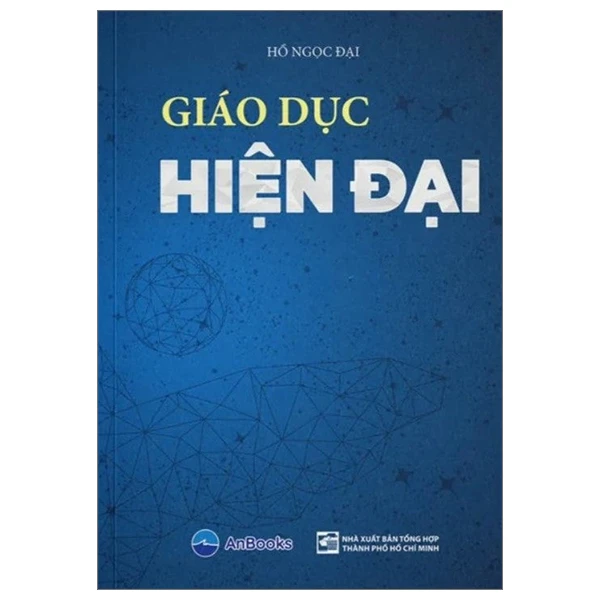 HỒ NGỌC ĐẠI
GIÁO DỤC
HIỆN ĐẠI
AnBooks
NHÀ XUẤT BẢN TỔNG HỢP
THÀNH PHỐ HỒ CHÍ MINH